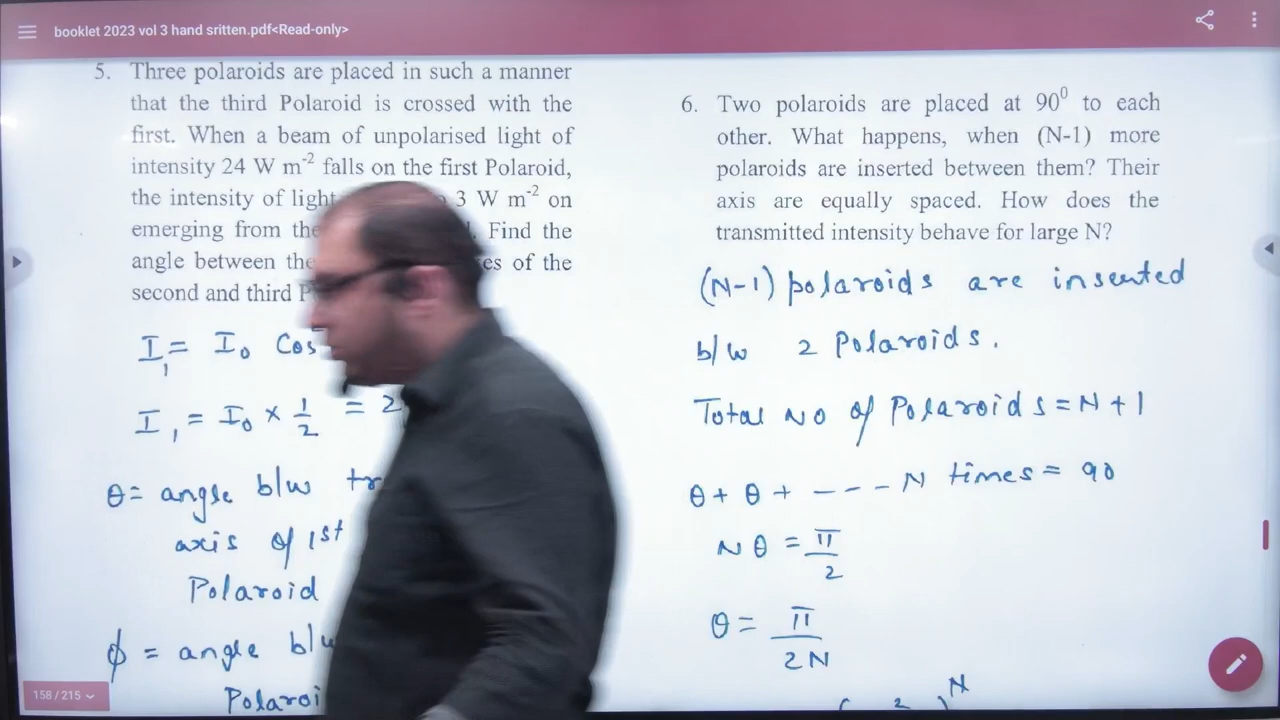 booklet 2023 vol 3 hand sritten.pdf<Read-only>
5. Three polaroids are placed in such a manner
that the third Polaroid is crossed with the
first. When a beam of unpolarised light of
intensity 24 W m-2 falls on the first Polaroid,
the intensity of light 3 W m-2 on
emerging from the Find the
angle between the es of the
second and third P
I1 = I0 Cos
I1 = I0 × 1/2 = 2
θ = angle b/w tr
axis of 1st
Polaroid
ϕ = angle b/w
Polaroi
158 / 215
6. Two polaroids are placed at 90⁰ to each
other. What happens, when (N-1) more
polaroids are inserted between them? Their
axis are equally spaced. How does the
transmitted intensity behave for large N?
(N-1) polaroids are inserted
b/w 2 Polaroids.
Total No of Polaroids = N + 1
θ + θ + - - - - N times = 90
N θ = π/2
θ = π/2N